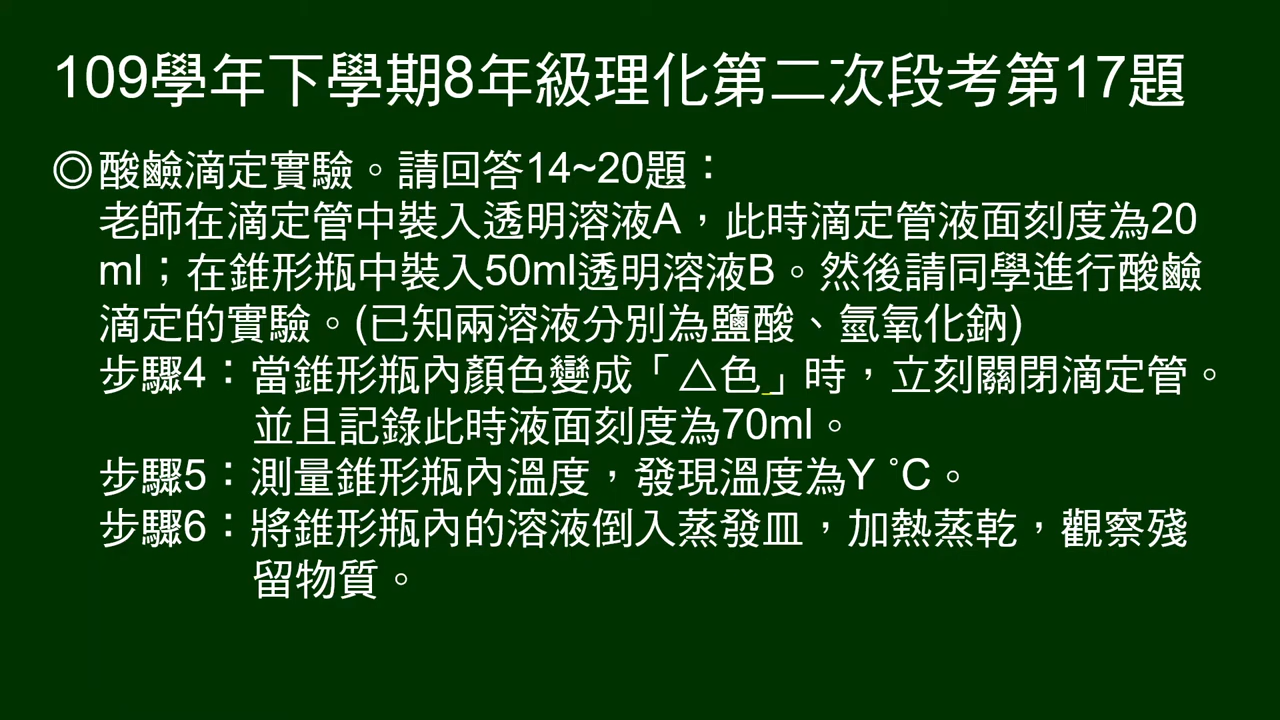 109學年下學期8年級理化第二次段考第17題
◎酸鹼滴定實驗。請回答14~20題：
老師在滴定管中裝入透明溶液A，此時滴定管液面刻度為20
ml；在錐形瓶中裝入50ml透明溶液B。然後請同學進行酸鹼
滴定的實驗。(已知兩溶液分別為鹽酸、氫氧化鈉)
步驟4：當錐形瓶內顏色變成「△色」時，立刻關閉滴定管。
並且記錄此時液面刻度為70ml。
步驟5：測量錐形瓶內溫度，發現溫度為Y ˚C。
步驟6：將錐形瓶內的溶液倒入蒸發皿，加熱蒸乾，觀察殘
留物質。